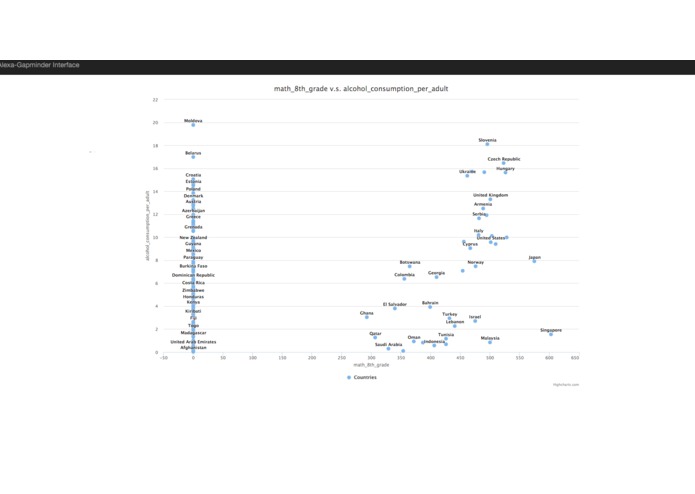 Alexa-Gapminder Interface
math_8th_grade v.s. alcohol_consumption_per_adult
alcohol_consumption_per_adult
22
20
18
16
14
12
10
8
6
4
2
0
Moldova
Slovenia
Belarus
Czech Republic
Hungary
Ukraine
Croatia
Estonia
Poland
Denmark
United Kingdom
Austria
Armenia
Azerbaijan
Serbia
Greece
Grenada
Italy
New Zealand
United States
Guyana
Cyprus
Mexico
Paraguay
Japan
Burkina Faso
Botswana
Norway
Dominican Republic
Colombia
Georgia
Costa Rica
Zimbabwe
Honduras
Kenya
El Salvador
Bahrain
Kiribati
Ghana
Turkey
Fiji
Israel
Togo
Lebanon
Madagascar
Qatar
Tunisia
Singapore
United Arab Emirates
Oman
Indonesia
Malaysia
Afghanistan
Saudi Arabia
-50 0 50 100 150 200 250 300 350 400 450 500 550 600 650
math_8th_grade
Countries
Highcharts.com